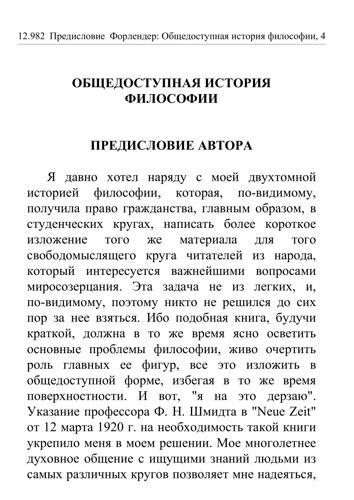 12.982 Предисловие Форлендер: Общедоступная история философии, 4
ОБЩЕДОСТУПНАЯ ИСТОРИЯ
ФИЛОСОФИИ
ПРЕДИСЛОВИЕ АВТОРА
Я давно хотел наряду с моей двухтомной
историей философии, которая, по-видимому,
получила право гражданства, главным образом, в
студенческих кругах, написать более короткое
изложение того же материала для того
свободомыслящего круга читателей из народа,
который интересуется важнейшими вопросами
миросозерцания. Эта задача не из легких, и,
по-видимому, поэтому никто не решился до сих
пор за нее взяться. Ибо подобная книга, будучи
краткой, должна в то же время ясно осветить
основные проблемы философии, живо очертить
роль главных ее фигур, все это изложить в
общедоступной форме, избегая в то же время
поверхностности. И вот, "я на это дерзаю".
Указание профессора Ф. Н. Шмидта в "Neue Zeit"
от 12 марта 1920 г. на необходимость такой книги
укрепило меня в моем решении. Мое многолетнее
духовное общение с ищущими знаний людьми из
самых различных кругов позволяет мне надеяться,